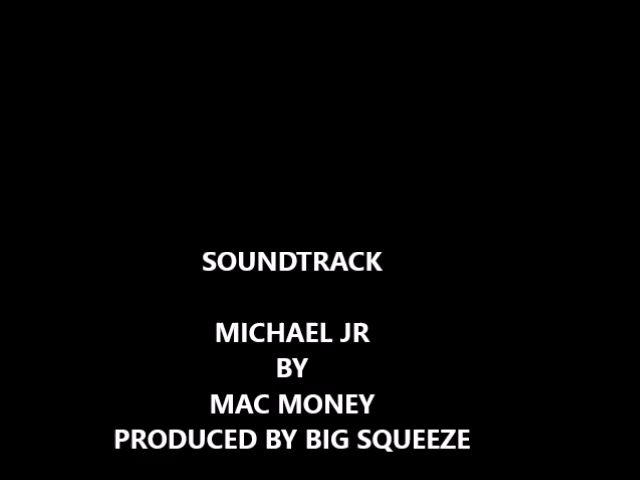 SOUNDTRACK
MICHAEL JR
BY
MAC MONEY
PRODUCED BY BIG SQUEEZE